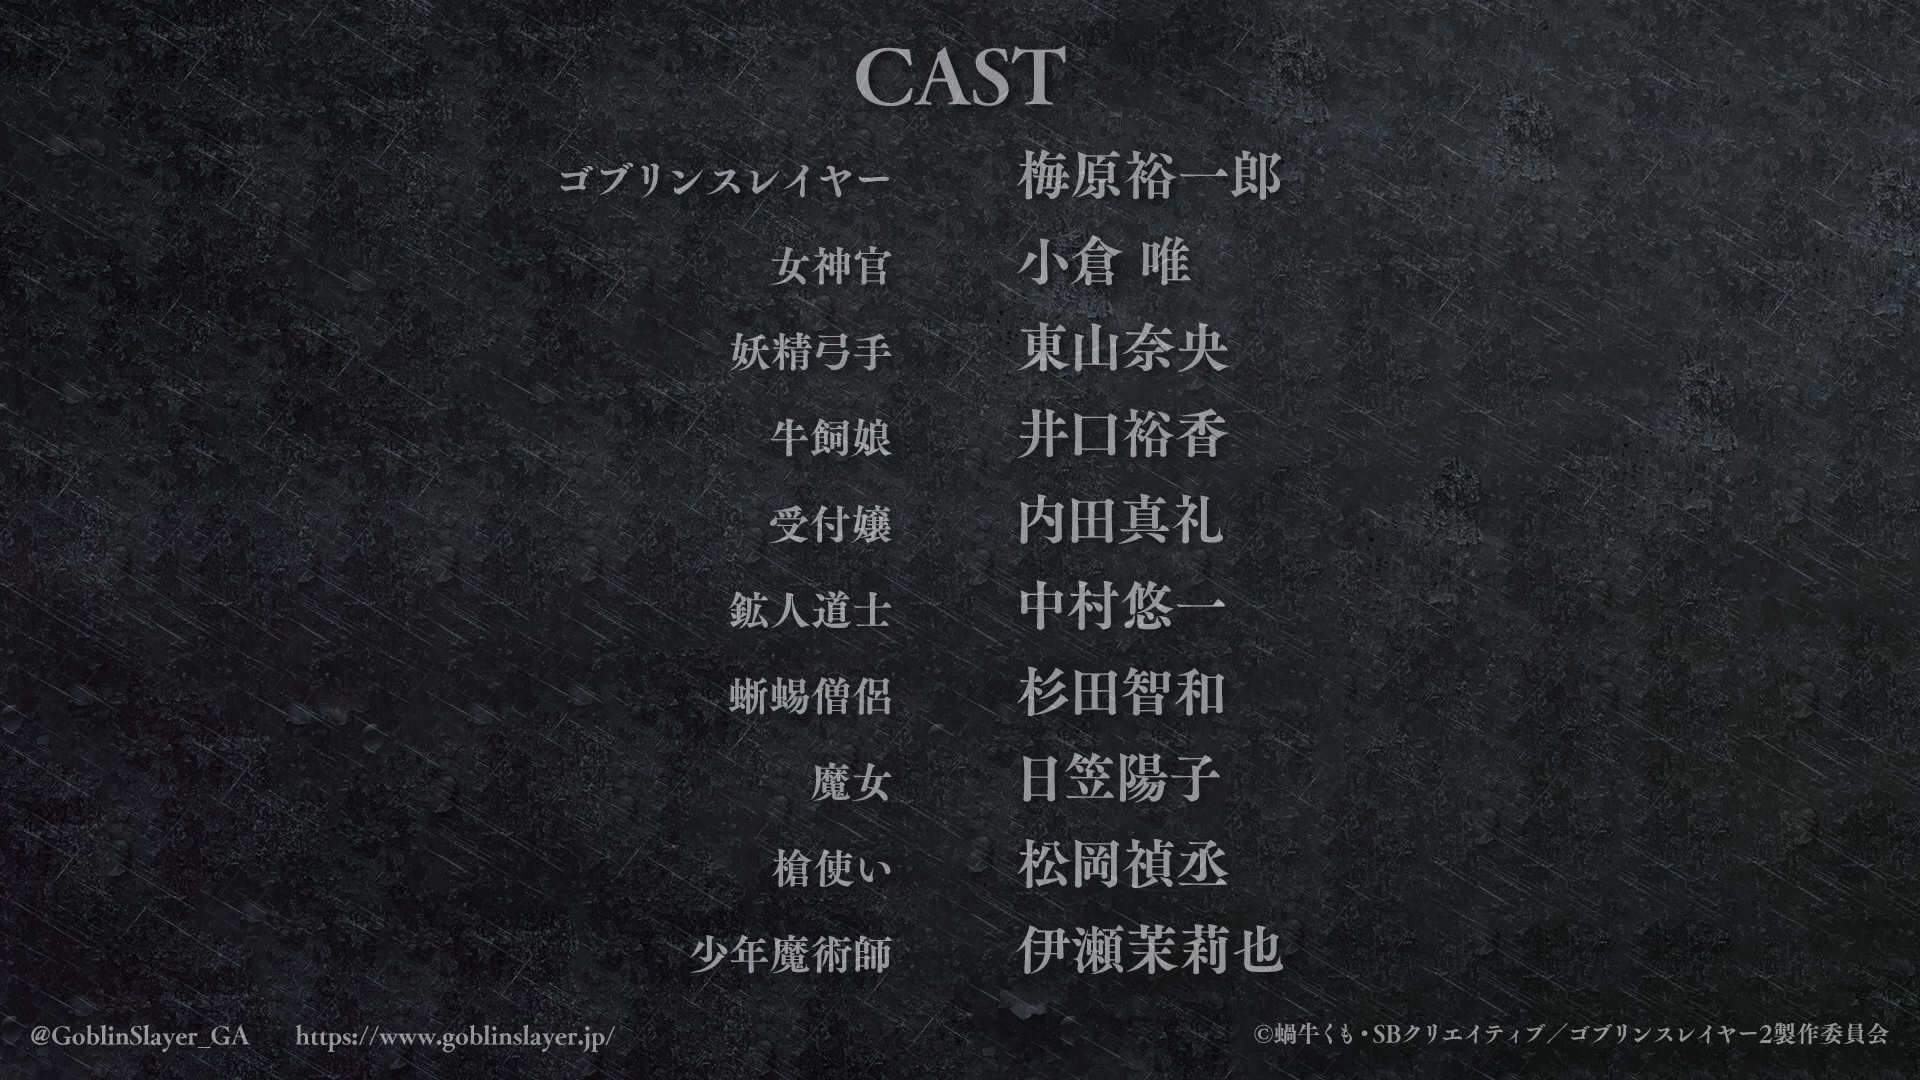 CAST
ゴブリンスレイヤー 梅原裕一郎
女神官 小倉 唯
妖精弓手 東山奈央
牛飼娘 井口裕香
受付嬢 内田真礼
鉱人道士 中村悠一
蜥蜴僧侶 杉田智和
魔女 日笠陽子
槍使い 松岡禎丞
少年魔術師 伊瀬茉莉也
@GoblinSlayer_GA https://www.goblinslayer.jp/ ©蝸牛くも・SBクリエイティブ／ゴブリンスレイヤー2製作委員会